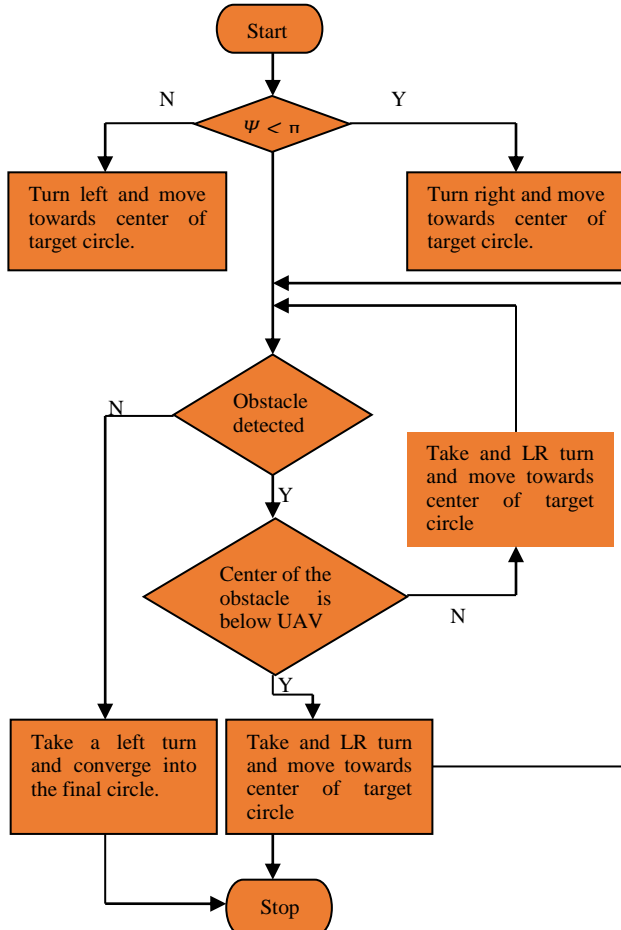 Start
N
Y
Ψ < π
Turn left and move
towards center of
target circle.
Turn right and move
towards center of
target circle.
N
Obstacle
detected
Take and LR turn
and move towards
center of target
circle
Y
Center of the
obstacle is
below UAV
N
Y
Take a left turn
and converge into
the final circle.
Take and LR turn
and move towards
center of target
circle
Stop